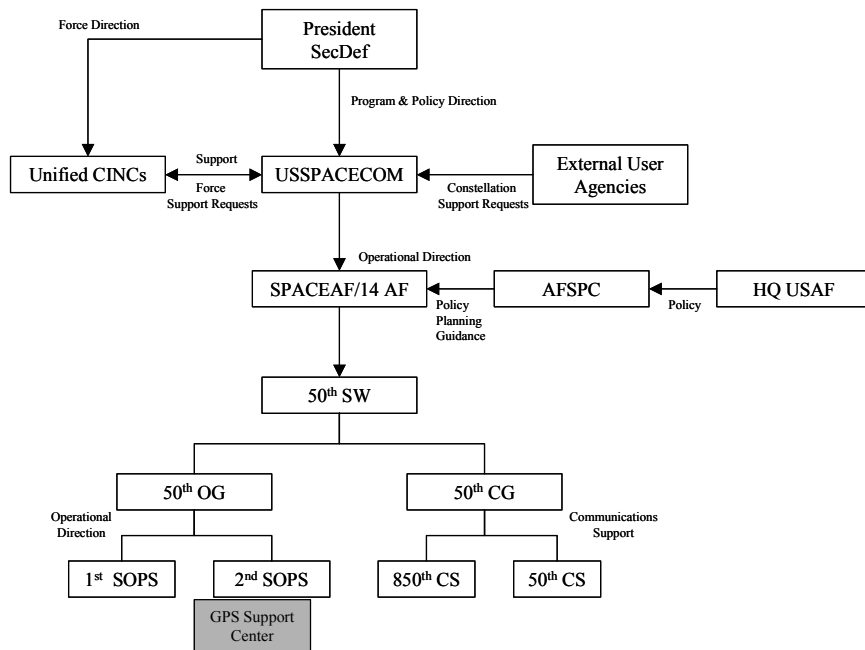 Force Direction
President
SecDef
Program & Policy Direction
Unified CINCs
Support
Force
Support Requests
USSPACECOM
Constellation
Support Requests
External User
Agencies
Operational Direction
SPACEAF/14 AF
Policy
Planning
Guidance
AFSPC
Policy
HQ USAF
50th SW
50th OG
50th CG
Operational
Direction
Communications
Support
1st SOPS
2nd SOPS
850th CS
50th CS
GPS Support
Center